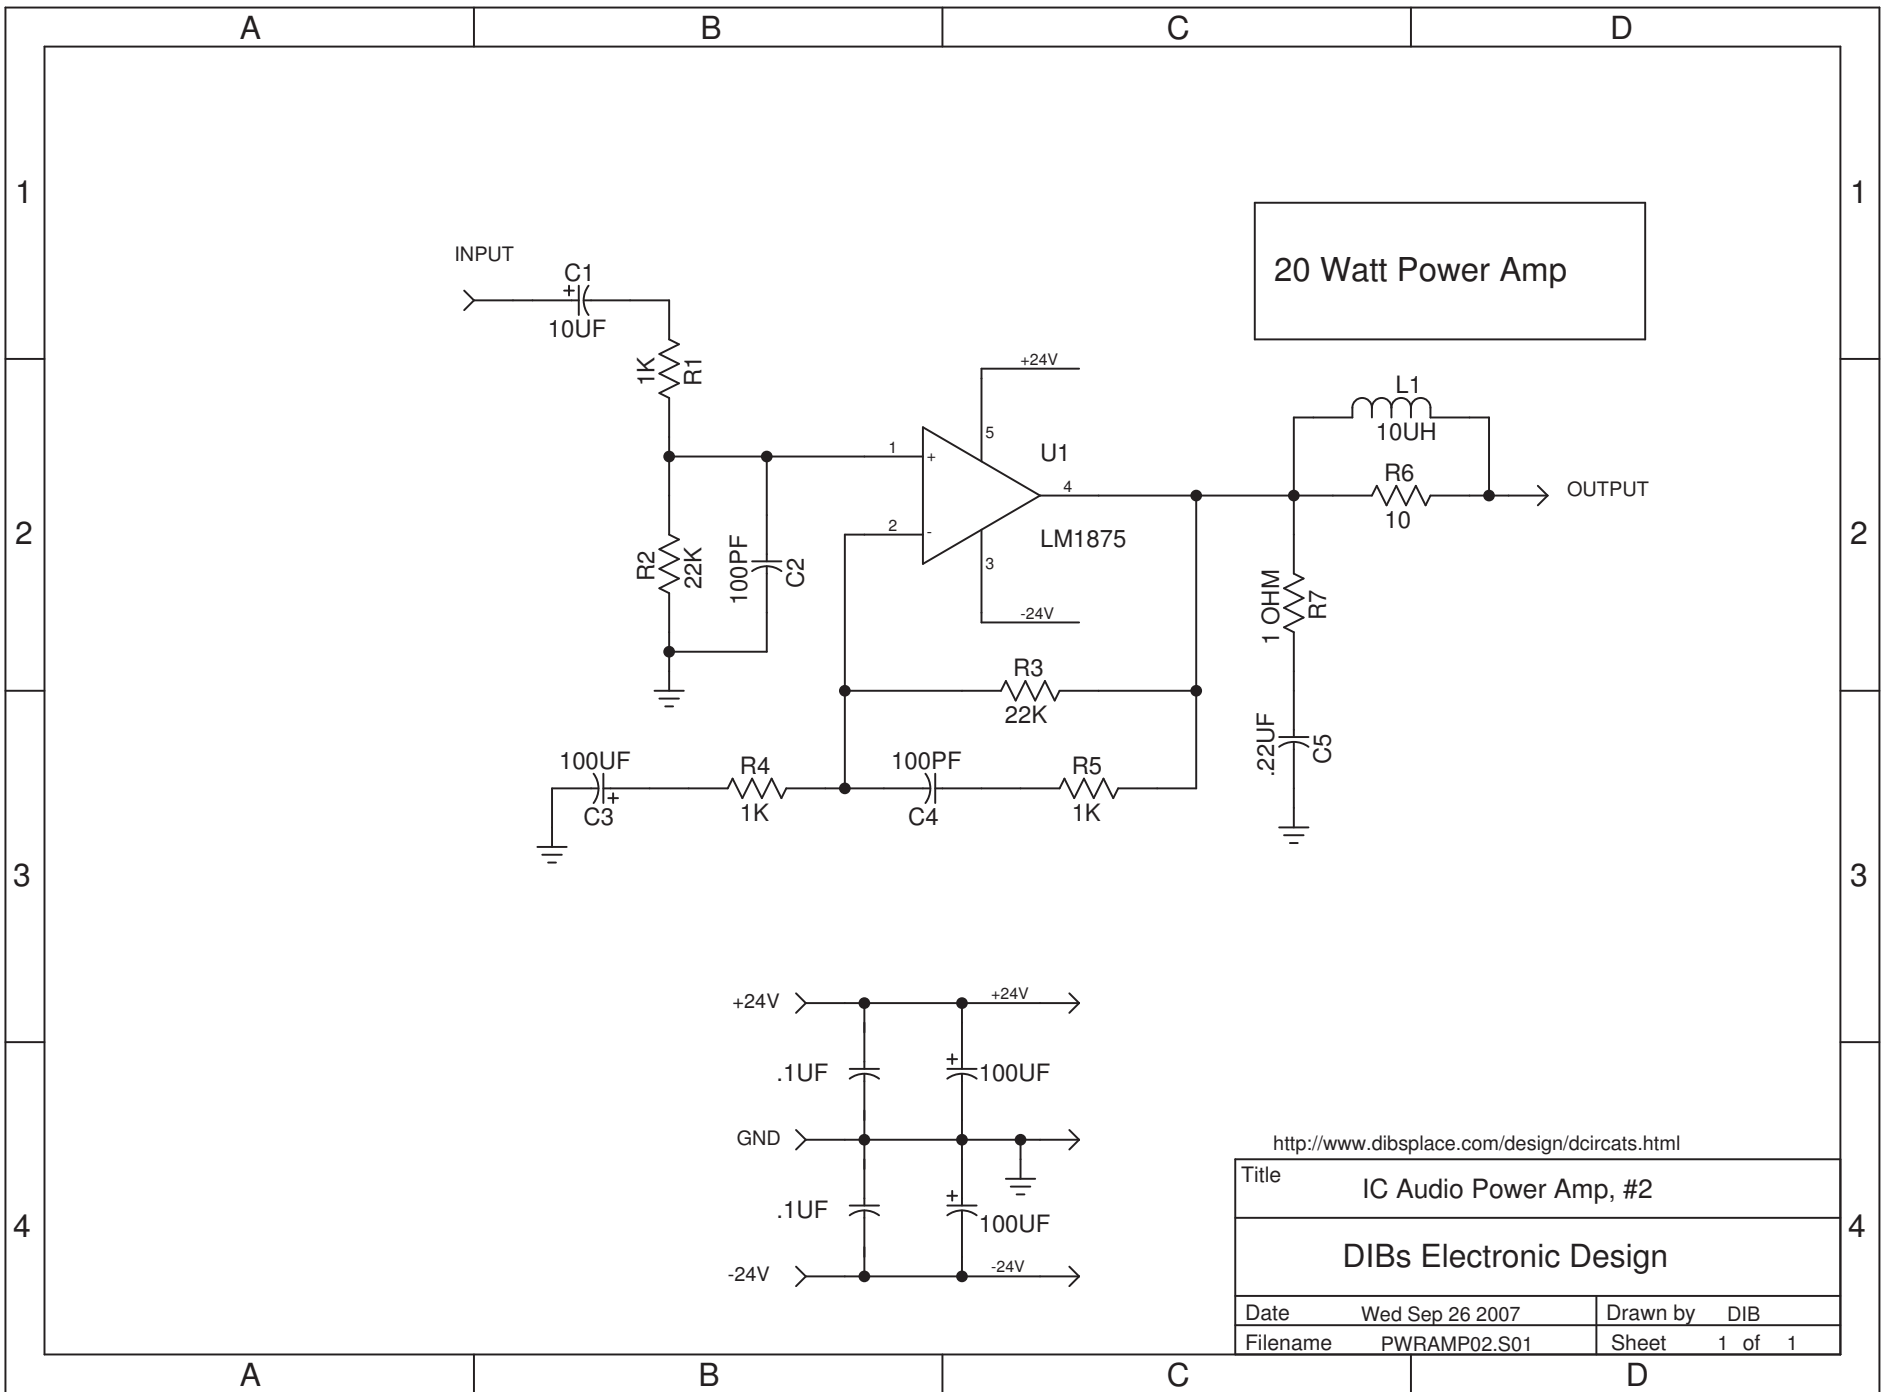 A B C D
1 1
INPUT
C1
+
10UF
1K
R1
20 Watt Power Amp
+24V
5
1
+
U1
4
2
-
LM1875
3
-24V
L1
10UH
R6
10
OUTPUT
2 2
R2
22K
100PF
C2
1 OHM
R7
R3
22K
.22UF
C5
100UF
+
C3
R4
1K
100PF
C4
R5
1K
3 3
+24V +24V
.1UF
+
100UF
GND
.1UF
+
100UF
-24V -24V
4 4
http://www.dibsplace.com/design/dcircats.html
Title IC Audio Power Amp, #2
DIBs Electronic Design
Date Wed Sep 26 2007 Drawn by DIB
Filename PWRAMP02.S01 Sheet 1 of 1
A B C D